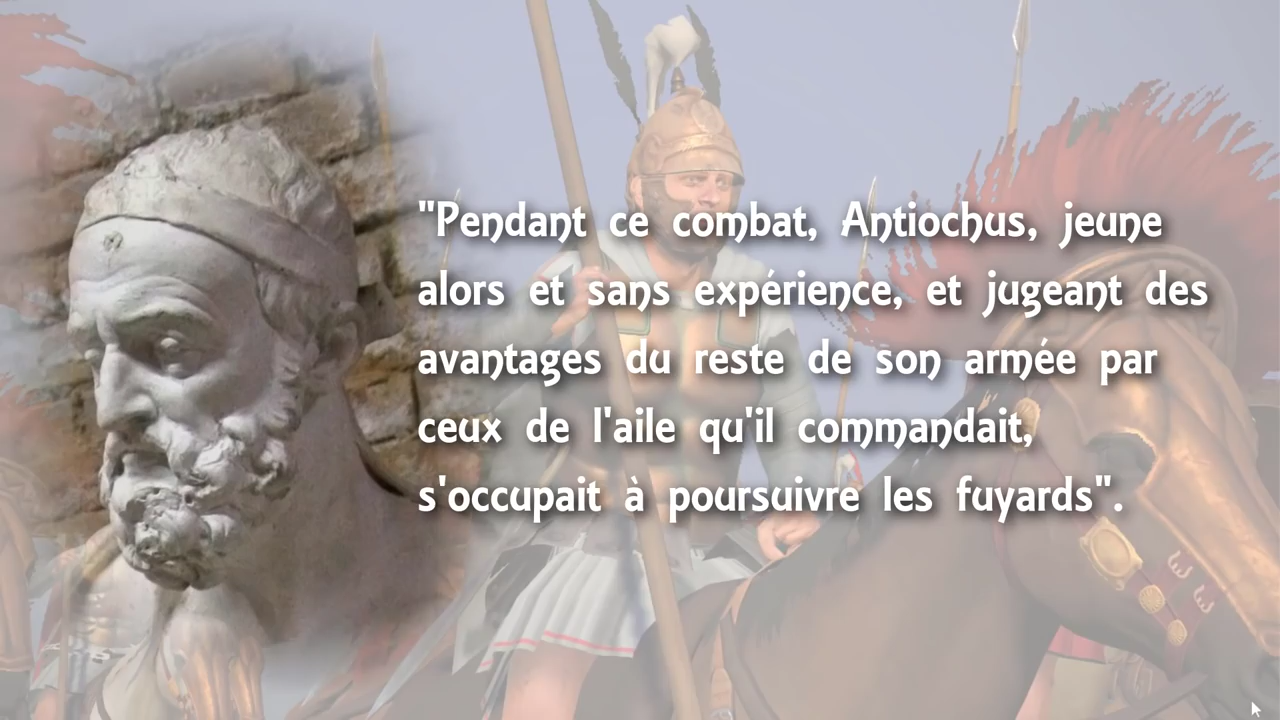 "Pendant ce combat, Antiochus, jeune
alors et sans expérience, et jugeant des
avantages du reste de son armée par
ceux de l'aile qu'il commandait,
s'occupait à poursuivre les fuyards".